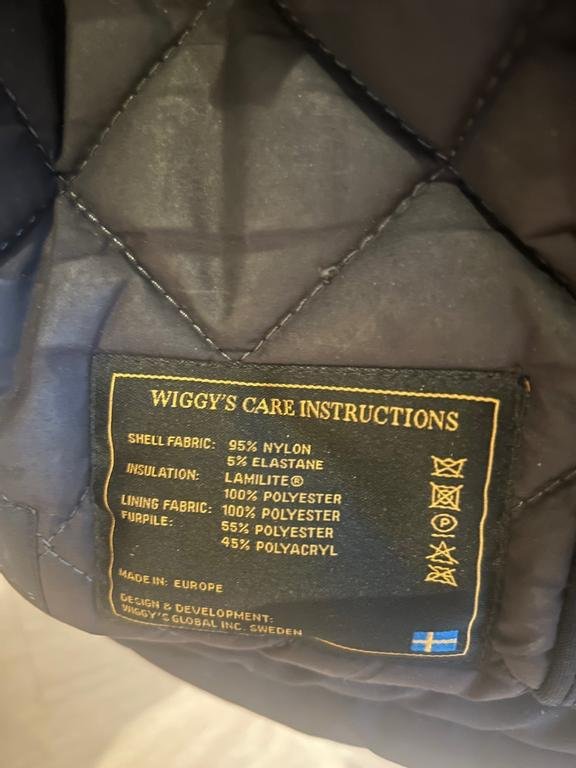 WIGGY'S CARE INSTRUCTIONS
SHELL FABRIC: 95% NYLON
5% ELASTANE
INSULATION: LAMILITE®
100% POLYESTER
LINING FABRIC: 100% POLYESTER
FURPILE: 55% POLYESTER
45% POLYACRYL
P
MADE IN: EUROPE
DESIGN & DEVELOPMENT:
WIGGY'S GLOBAL INC. SWEDEN